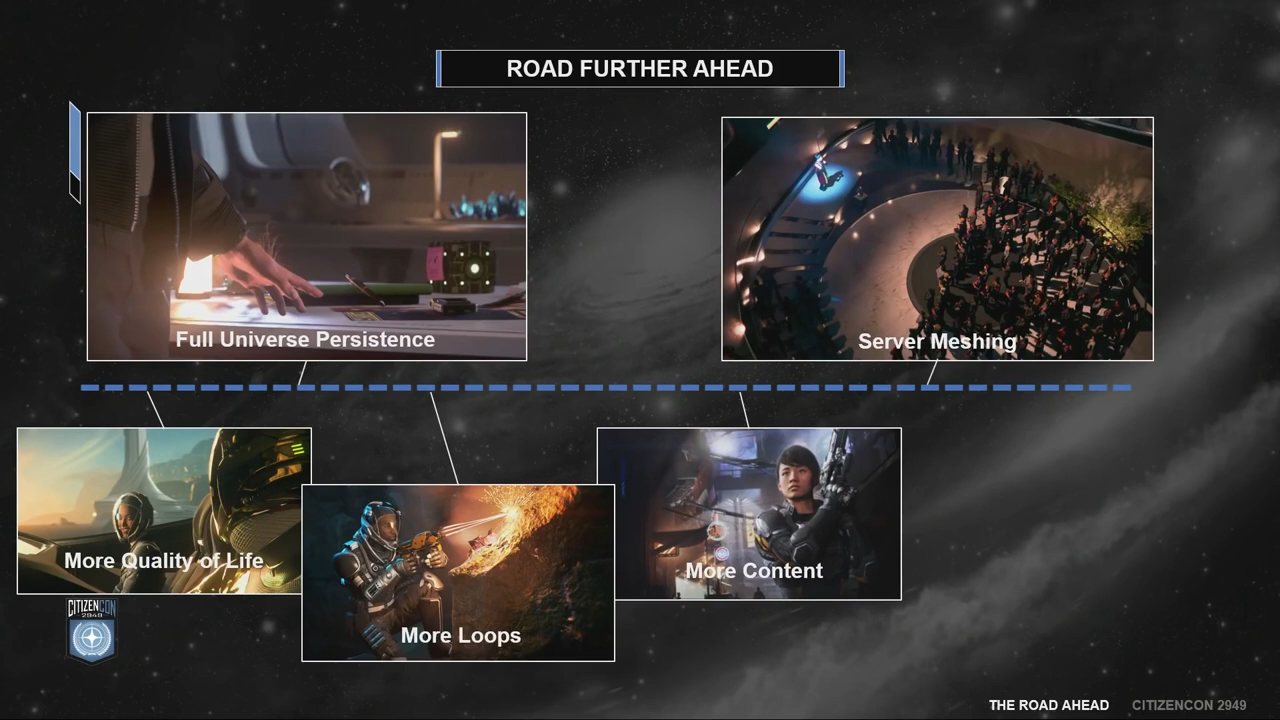 ROAD FURTHER AHEAD
Full Universe Persistence
Server Meshing
More Quality of Life
More Loops
More Content
CITIZENCON
2949
THE ROAD AHEAD CITIZENCON 2949